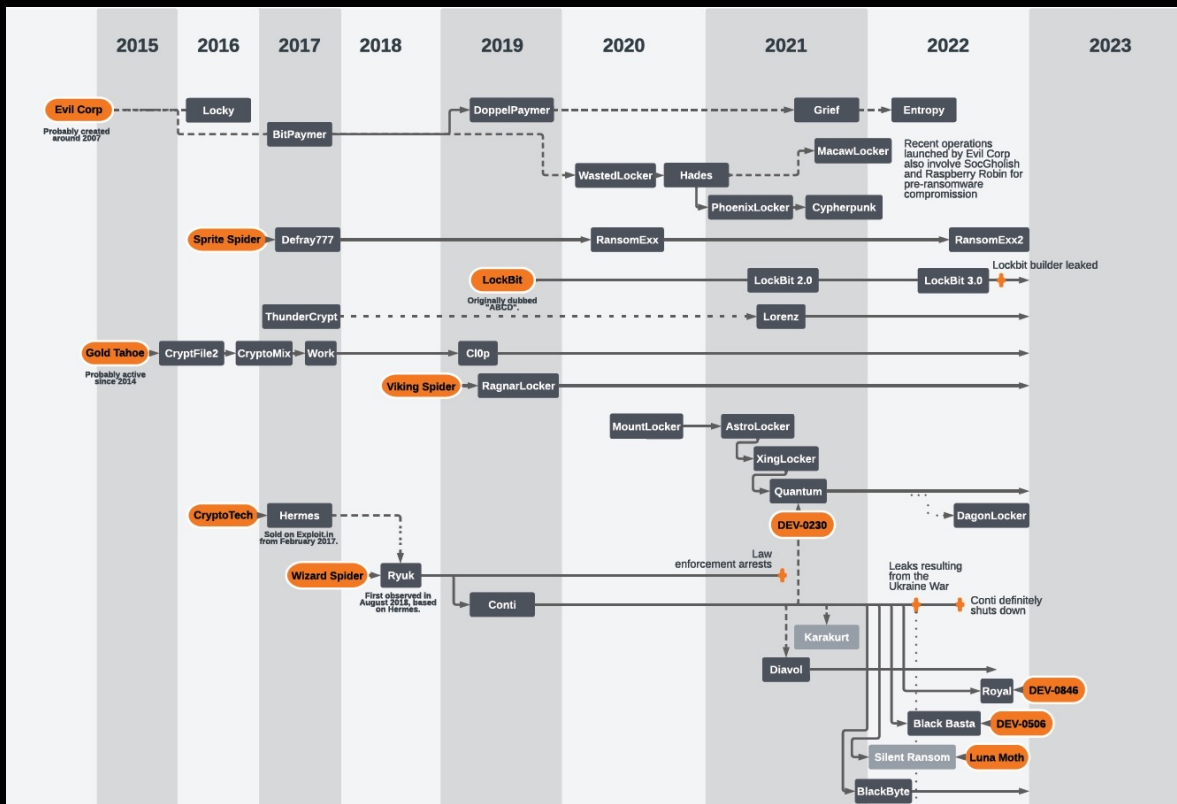 2015
2016
2017
2018
2019
2020
2021
2022
2023
Evil Corp
Probably created
around 2007
Locky
BitPaymer
DoppelPaymer
Grief
Entropy
WastedLocker
Hades
MacawLocker
PhoenixLocker
Cypherpunk
Recent operations
launched by Evil Corp
also involve SocGholish
and Raspberry Robin for
pre-ransomware
compromission
Sprite Spider
Defray777
RansomExx
RansomExx2
LockBit
Originally dubbed
"ABCD".
LockBit 2.0
LockBit 3.0
Lockbit builder leaked
ThunderCrypt
Lorenz
Gold Tahoe
Probably active
since 2014
CryptFile2
CryptoMix
Work
Cl0p
Viking Spider
RagnarLocker
MountLocker
AstroLocker
XingLocker
Quantum
DagonLocker
DEV-0230
CryptoTech
Hermes
Sold on Exploit.in
from February 2017.
Wizard Spider
Ryuk
First observed in
August 2018, based
on Hermes.
Law
enforcement arrests
Conti
Leaks resulting
from the
Ukraine War
Conti definitely
shuts down
Karakurt
Diavol
Royal
DEV-0846
Black Basta
DEV-0506
Silent Ransom
Luna Moth
BlackByte